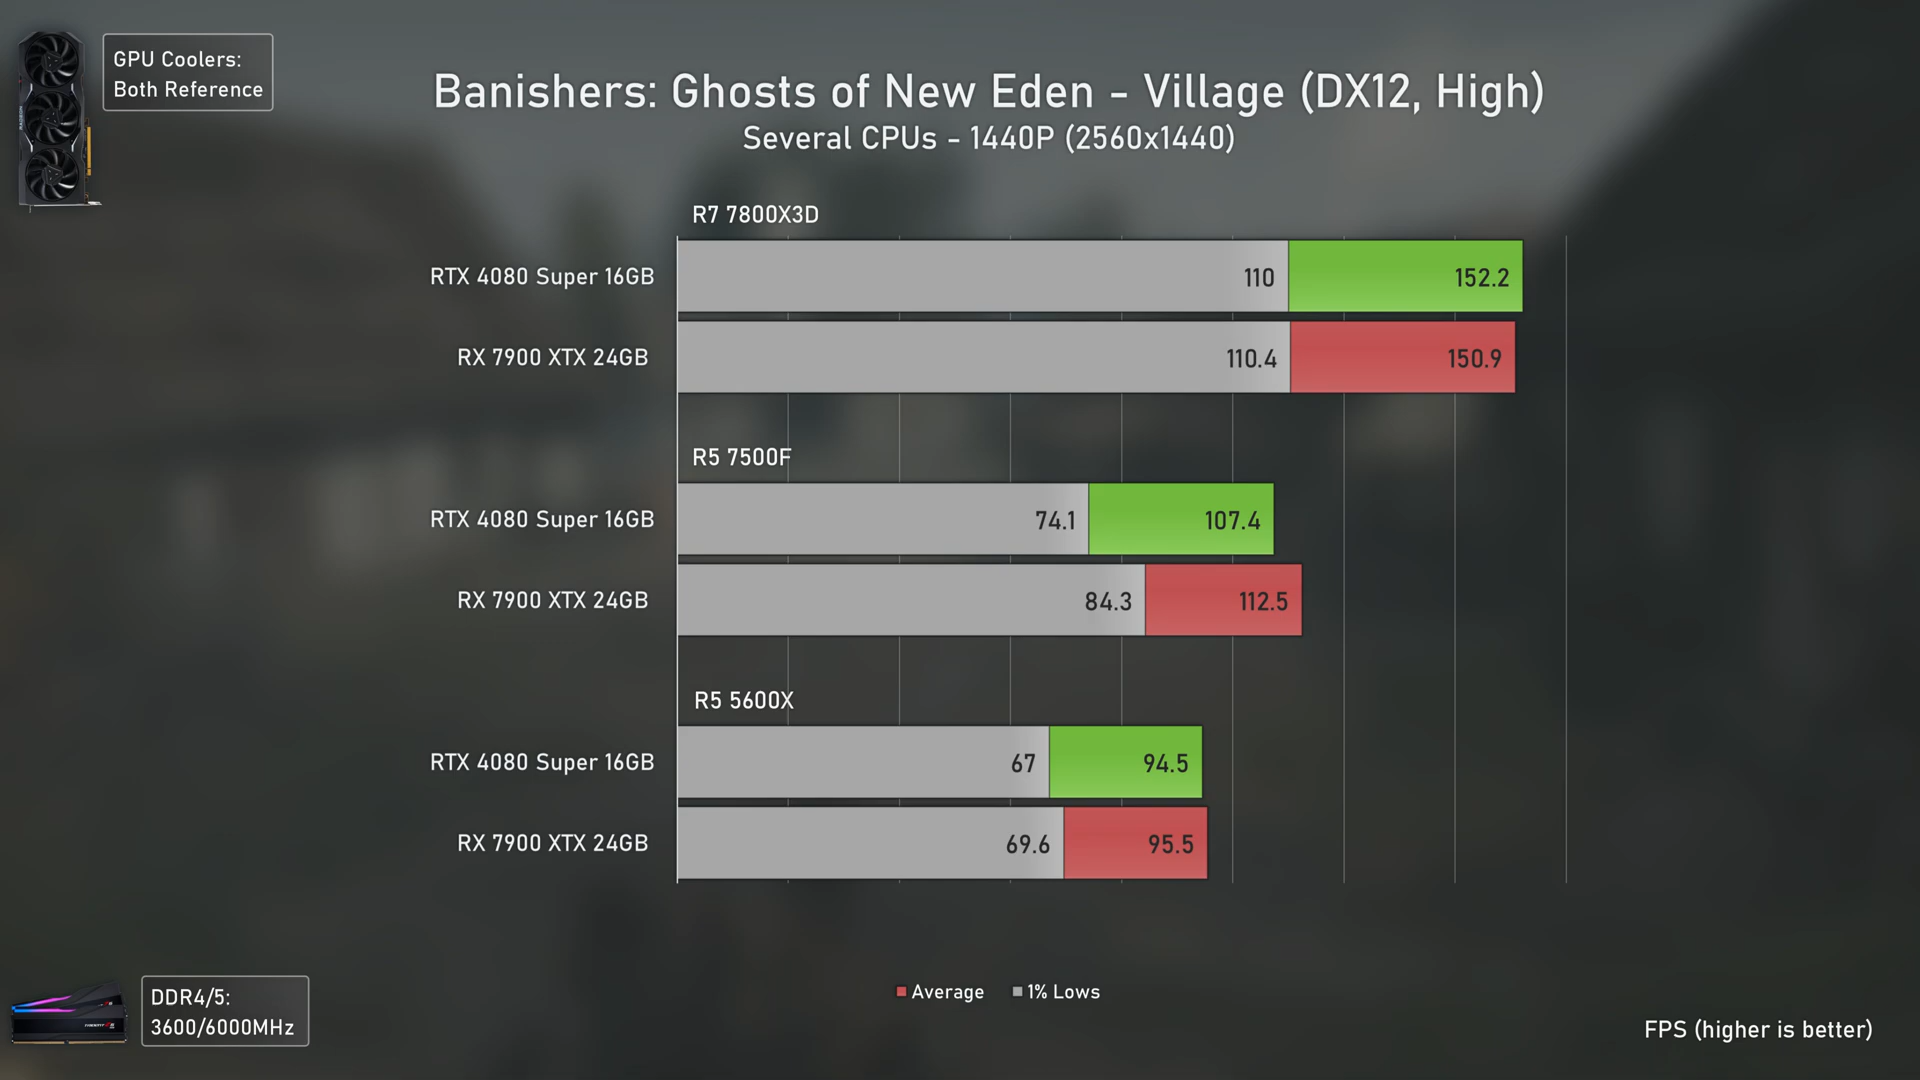 GPU Coolers:
Both Reference
Banishers: Ghosts of New Eden - Village (DX12, High)
Several CPUs - 1440P (2560x1440)
R7 7800X3D
RTX 4080 Super 16GB
110
152.2
RX 7900 XTX 24GB
110.4
150.9
R5 7500F
RTX 4080 Super 16GB
74.1
107.4
RX 7900 XTX 24GB
84.3
112.5
R5 5600X
RTX 4080 Super 16GB
67
94.5
RX 7900 XTX 24GB
69.6
95.5
Average
1% Lows
DDR4/5:
3600/6000MHz
FPS (higher is better)